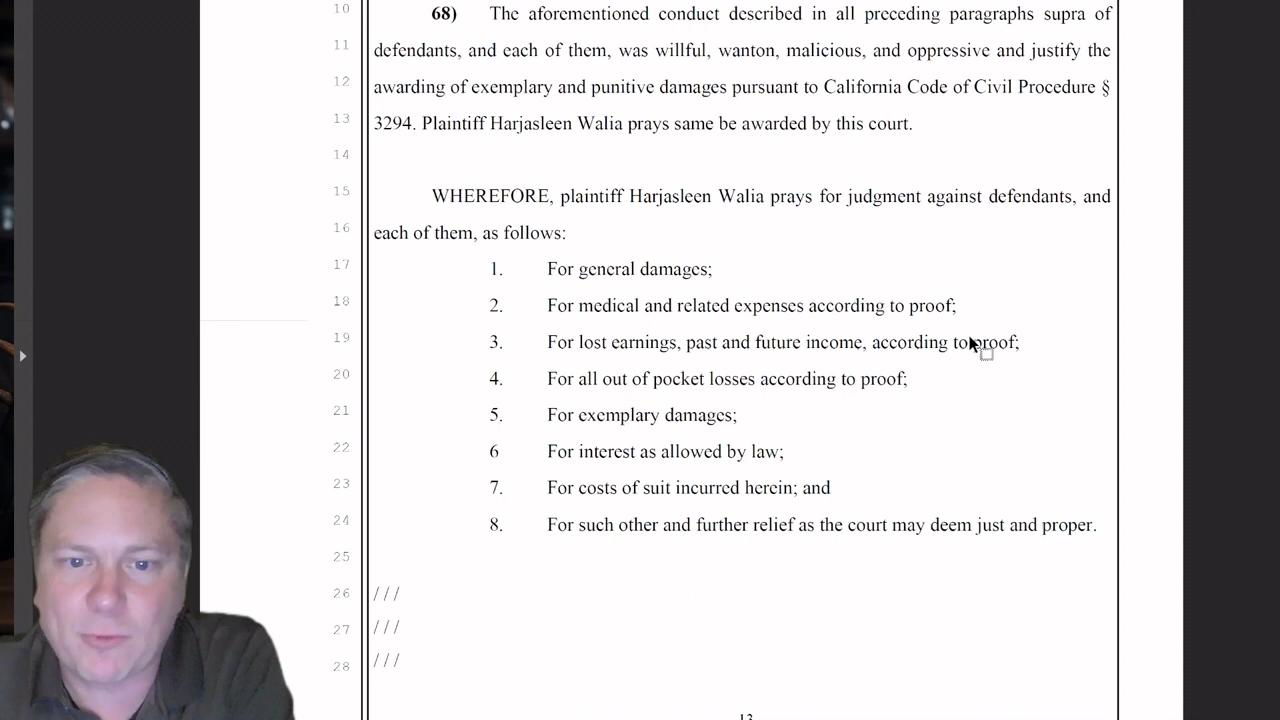 10 68) The aforementioned conduct described in all preceding paragraphs supra of
11 defendants, and each of them, was willful, wanton, malicious, and oppressive and justify the
12 awarding of exemplary and punitive damages pursuant to California Code of Civil Procedure §
13 3294. Plaintiff Harjasleen Walia prays same be awarded by this court.
14
15 WHEREFORE, plaintiff Harjasleen Walia prays for judgment against defendants, and
16 each of them, as follows:
17 1. For general damages;
18 2. For medical and related expenses according to proof;
19 3. For lost earnings, past and future income, according to proof;
20 4. For all out of pocket losses according to proof;
21 5. For exemplary damages;
22 6 For interest as allowed by law;
23 7. For costs of suit incurred herein; and
24 8. For such other and further relief as the court may deem just and proper.
25
26 / / /
27 / / /
28 / / /
13